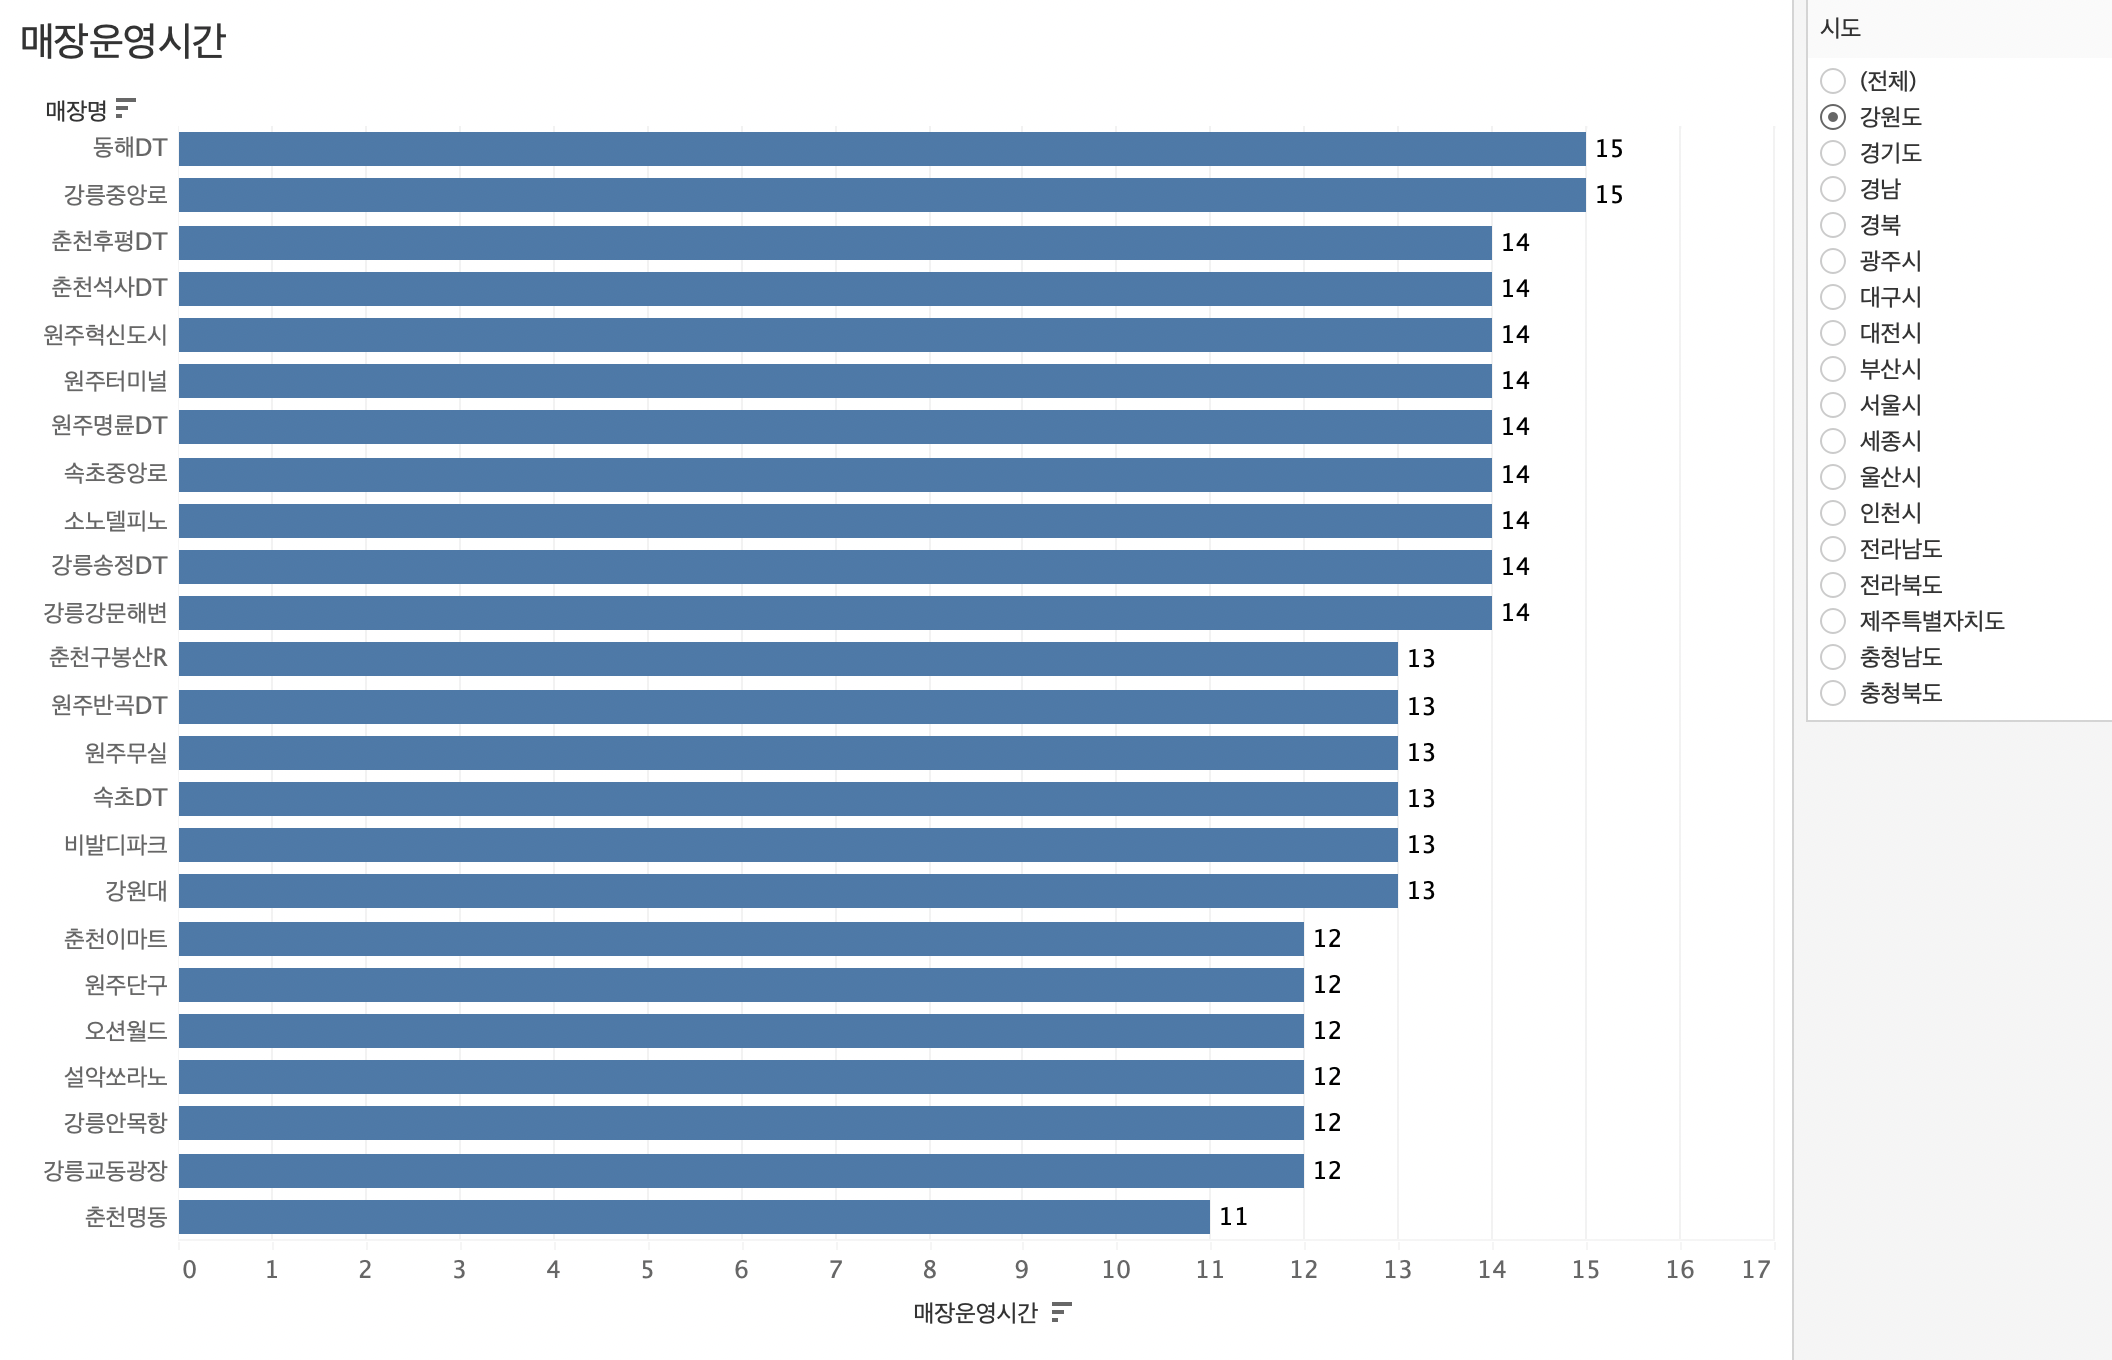 매장운영시간
매장명
동해DT 15
강릉중앙로 15
춘천후평DT 14
춘천석사DT 14
원주혁신도시 14
원주터미널 14
원주명륜DT 14
속초중앙로 14
소노델피노 14
강릉송정DT 14
강릉강문해변 14
춘천구봉산R 13
원주반곡DT 13
원주무실 13
속초DT 13
비발디파크 13
강원대 13
춘천이마트 12
원주단구 12
오션월드 12
설악쏘라노 12
강릉안목항 12
강릉교동광장 12
춘천명동 11
0 1 2 3 4 5 6 7 8 9 10 11 12 13 14 15 16 17
매장운영시간
시도
(전체)
강원도
경기도
경남
경북
광주시
대구시
대전시
부산시
서울시
세종시
울산시
인천시
전라남도
전라북도
제주특별자치도
충청남도
충청북도